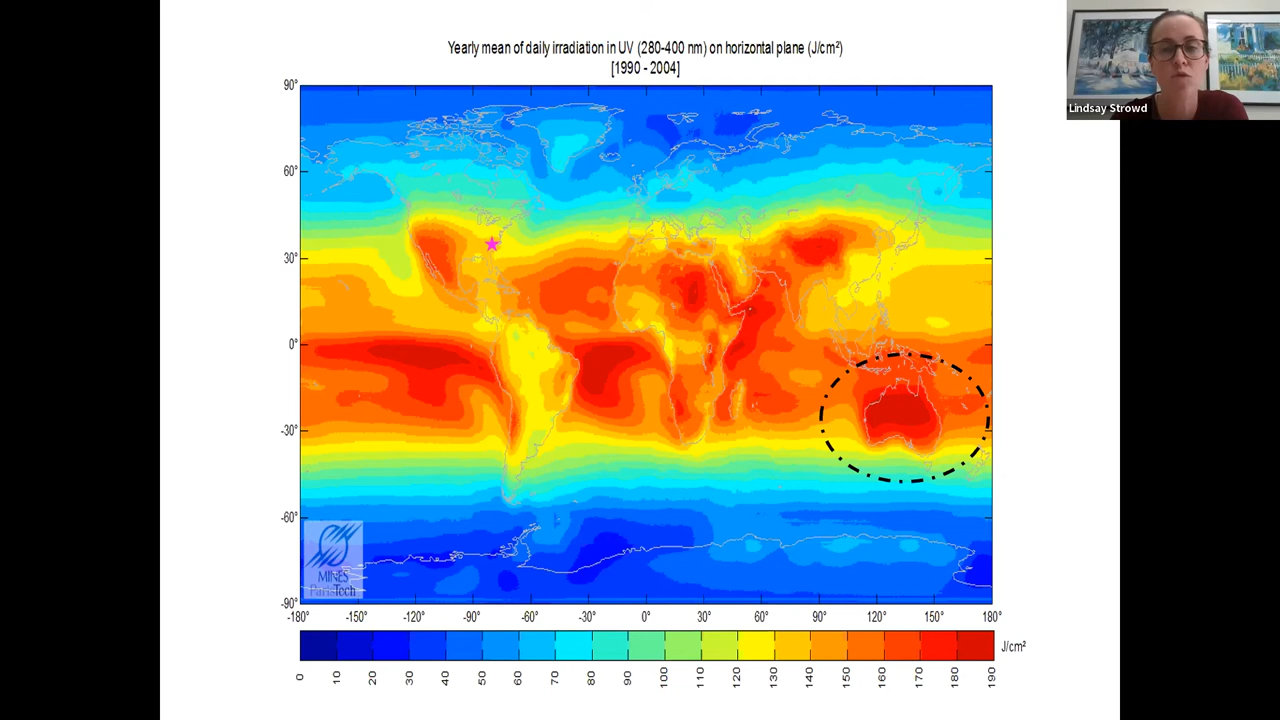 Yearly mean of daily irradiation in UV (280-400 nm) on horizontal plane (J/cm²)
[1990 - 2004]
Lindsay Strowd
90°
60°
30°
0°
-30°
-60°
-90°
MINES
ParisTech
-180° -150° -120° -90° -60° -30° 0° 30° 60° 90° 120° 150° 180°
J/cm²
0 10 20 30 40 50 60 70 80 90 100 110 120 130 140 150 160 170 180 190